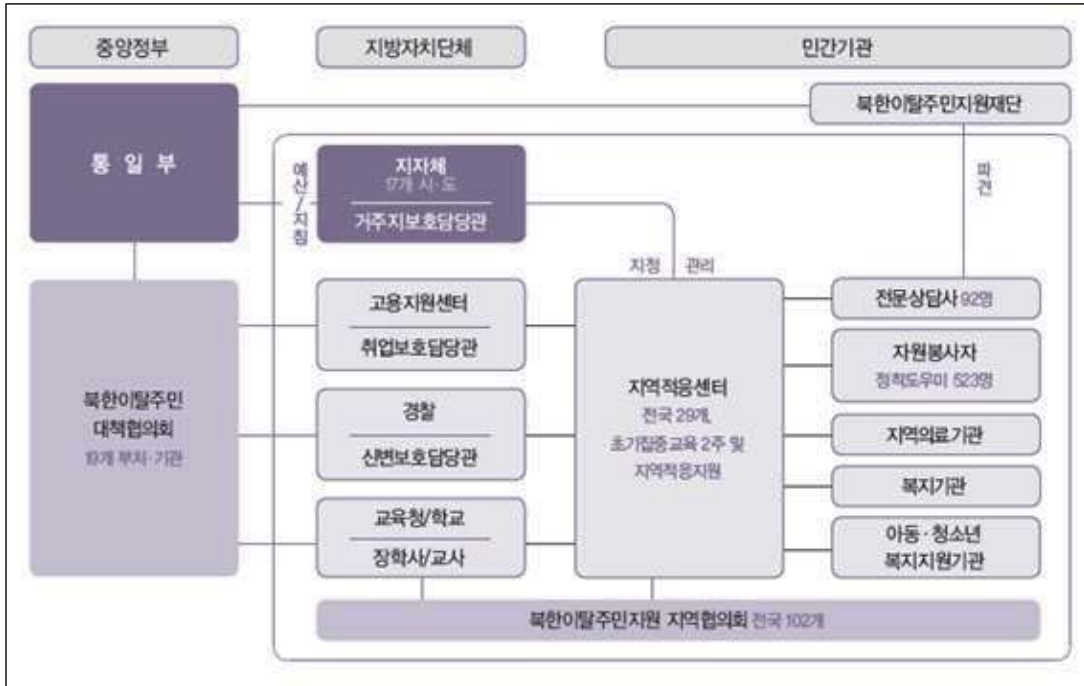 중앙정부
지방자치단체
민간기관
통일부
북한이탈주민지원재단
예산/지침
지자체
17개 시·도
거주지보호담당관
파견
지정 관리
북한이탈주민
대책협의회
19개 부처·기관
고용지원센터
취업보호담당관
경찰
신변보호담당관
교육청/학교
장학사/교사
지역적응센터
전국 29개,
초기집중교육 2주 및
지역적응지원
전문상담사 92명
자원봉사자
정착도우미 523명
지역의료기관
복지기관
아동·청소년
복지지원기관
북한이탈주민지원 지역협의회 전국 102개